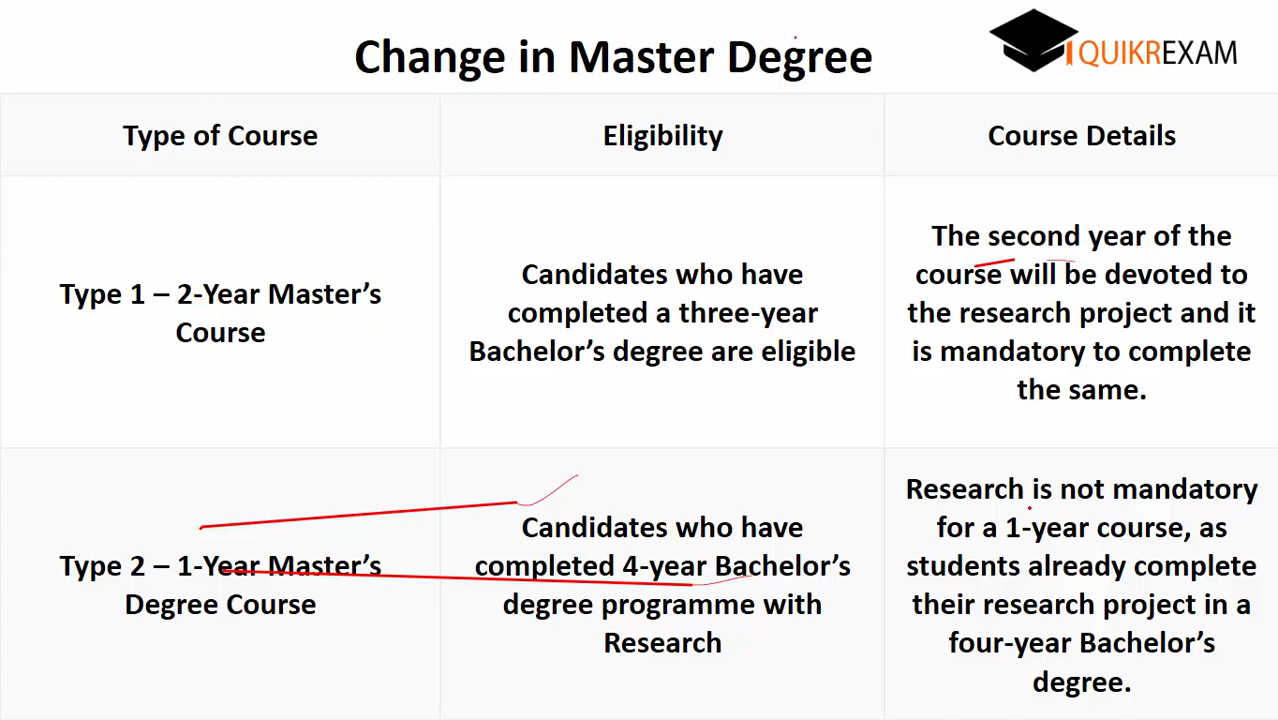 Change in Master Degree
QUIKREXAM
Type of Course
Eligibility
Course Details
Type 1 – 2-Year Master's
Course
Candidates who have
completed a three-year
Bachelor's degree are eligible
The second year of the
course will be devoted to
the research project and it
is mandatory to complete
the same.
Type 2 – 1-Year Master's
Degree Course
Candidates who have
completed 4-year Bachelor's
degree programme with
Research
Research is not mandatory
for a 1-year course, as
students already complete
their research project in a
four-year Bachelor's
degree.